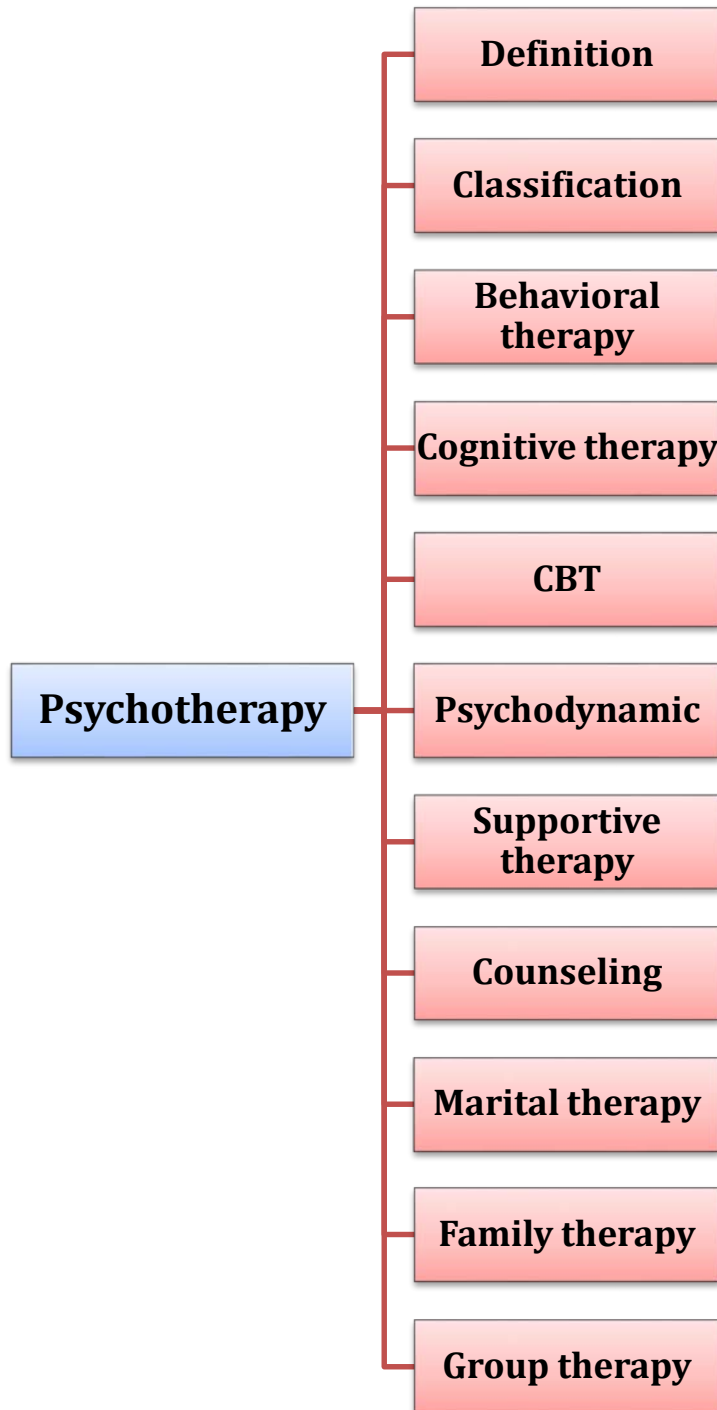 Definition
Classification
Behavioral
therapy
Cognitive therapy
CBT
Psychotherapy
Psychodynamic
Supportive
therapy
Counseling
Marital therapy
Family therapy
Group therapy